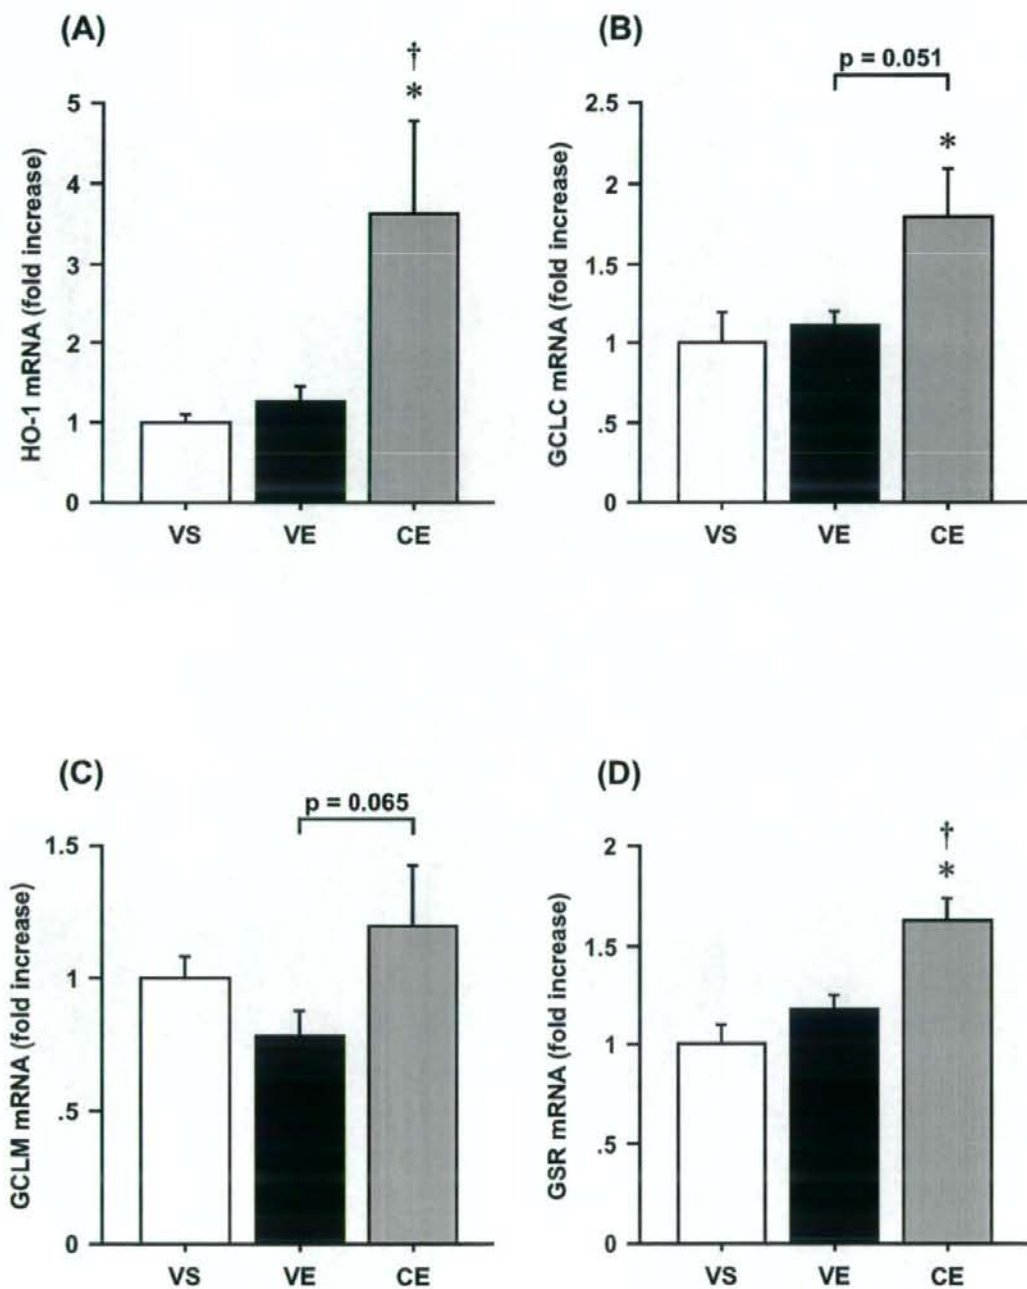 (A)
†
*
HO-1 mRNA (fold increase)
5
4
3
2
1
0
VS VE CE
(B)
p = 0.051
*
GCLC mRNA (fold increase)
2.5
2
1.5
1
.5
0
VS VE CE
(C)
p = 0.065
GCLM mRNA (fold increase)
1.5
1
.5
0
VS VE CE
(D)
†
*
GSR mRNA (fold increase)
2
1.5
1
.5
0
VS VE CE